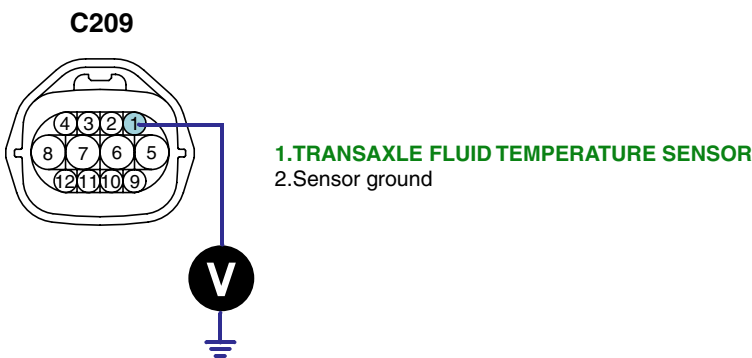 C209
4 3 2 1
8 7 6 5
12 11 10 9
1.TRANSAXLE FLUID TEMPERATURE SENSOR
2.Sensor ground
V